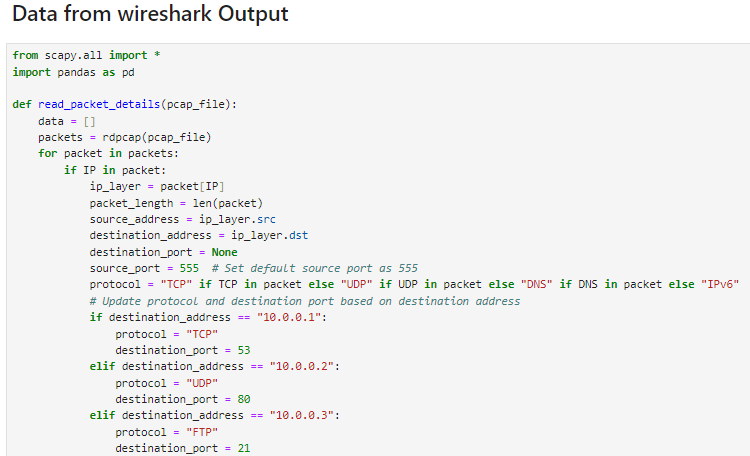 Data from wireshark Output
from scapy.all import *
import pandas as pd
def read_packet_details(pcap_file):
    data = []
    packets = rdpcap(pcap_file)
    for packet in packets:
        if IP in packet:
            ip_layer = packet[IP]
            packet_length = len(packet)
            source_address = ip_layer.src
            destination_address = ip_layer.dst
            destination_port = None
            source_port = 555  # Set default source port as 555
            protocol = "TCP" if TCP in packet else "UDP" if UDP in packet else "DNS" if DNS in packet else "IPv6"
            # Update protocol and destination port based on destination address
            if destination_address == "10.0.0.1":
                protocol = "TCP"
                destination_port = 53
            elif destination_address == "10.0.0.2":
                protocol = "UDP"
                destination_port = 80
            elif destination_address == "10.0.0.3":
                protocol = "FTP"
                destination_port = 21